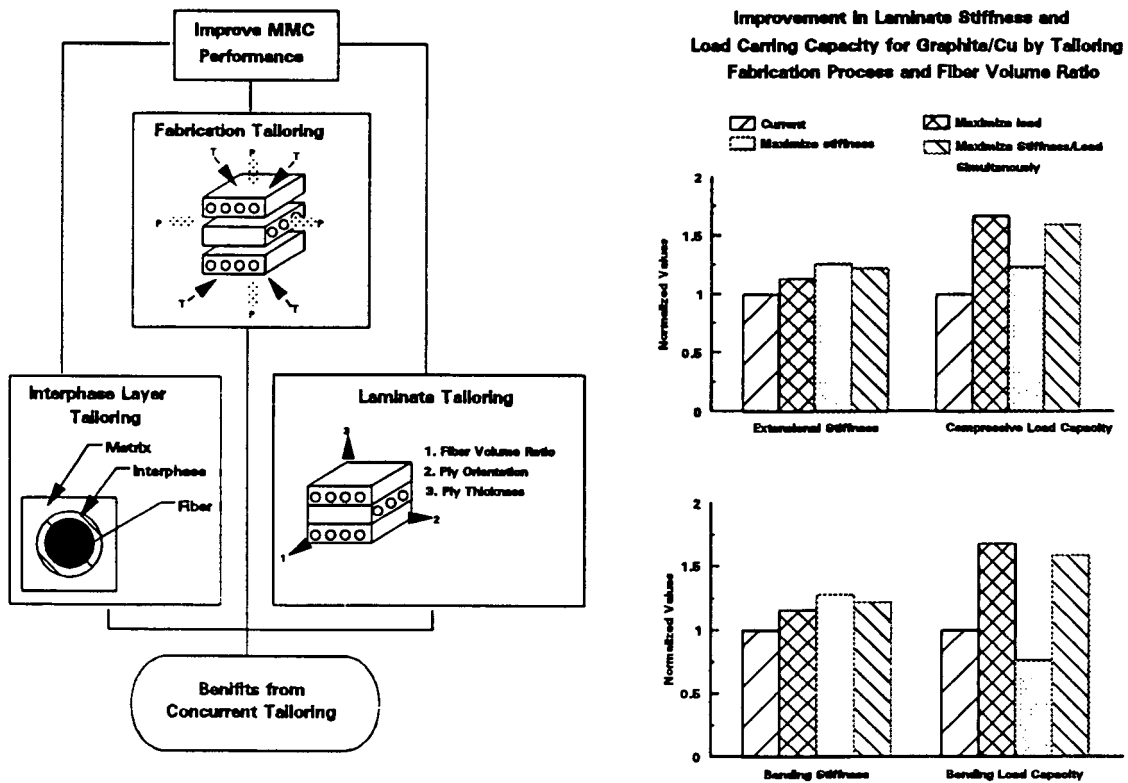 Improve MMC
Performance
Fabrication Tailoring
T
P
T
P
P
T
P
T
Interphase Layer
Tailoring
Matrix
Interphase
Fiber
Laminate Tailoring
3
1. Fiber Volume Ratio
2. Ply Orientation
3. Ply Thickness
2
1
Benifits from
Concurrent Tailoring
Improvement in Laminate Stiffness and
Load Carring Capacity for Graphite/Cu by Tailoring
Fabrication Process and Fiber Volume Ratio
Current
Maximize stiffness
Maximize load
Maximize Stiffness/Load
Simultanously
Normalized Values
2
1.5
1
0.5
0
Extensional Stiffness
Compressive Load Capacity
Normalized Value
2
1.5
1
0.5
0
Bending Stiffness
Bending Load Capacity